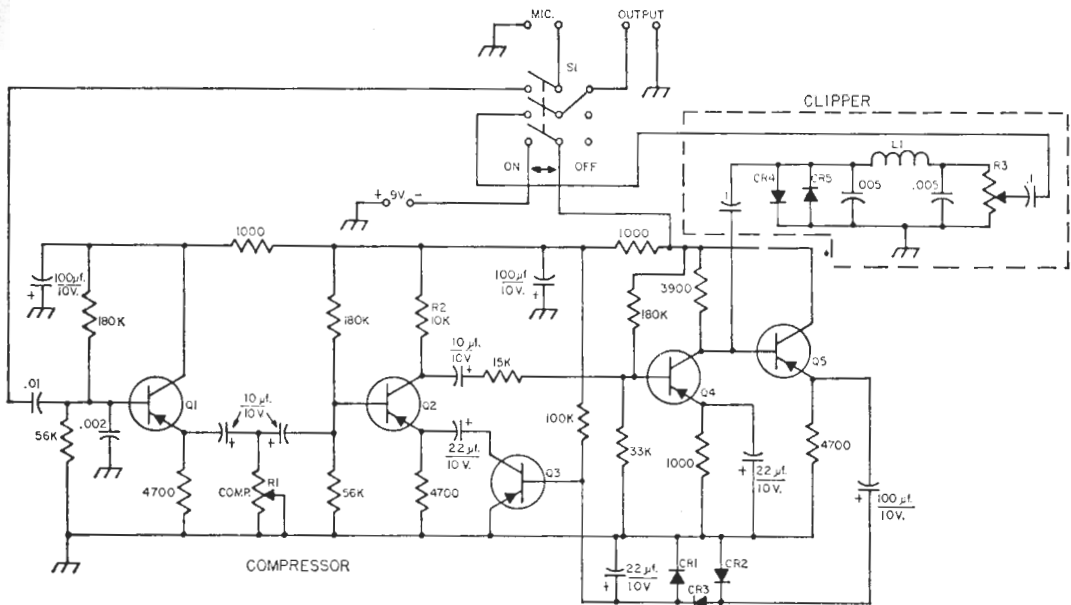 MIC. OUTPUT
S1
CLIPPER
L1
R3
CR4 CR5 .005 .005 .1
.1
ON OFF
+ 9V -
1000 1000
100µf.
10V.
+
180K
180K
R2
10K
100µf.
10V.
+
180K
3900
10µf.
10V
+
15K
.01
Q1
10µf.
10V
+ +
Q2
Q4
Q5
56K
.002
+
22µf.
10V.
100K
Q3
33K
4700
COMP.
R1
56K
4700
1000
22µf.
10V.
+
4700
100µf.
10V.
+
COMPRESSOR
22µf.
10V
+
CR1
CR2
CR3